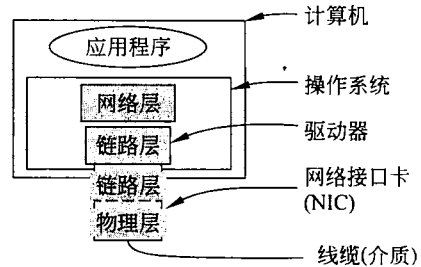 计算机
应用程序
操作系统
网络层
链路层
驱动器
链路层
网络接口卡
(NIC)
物理层
线缆(介质)